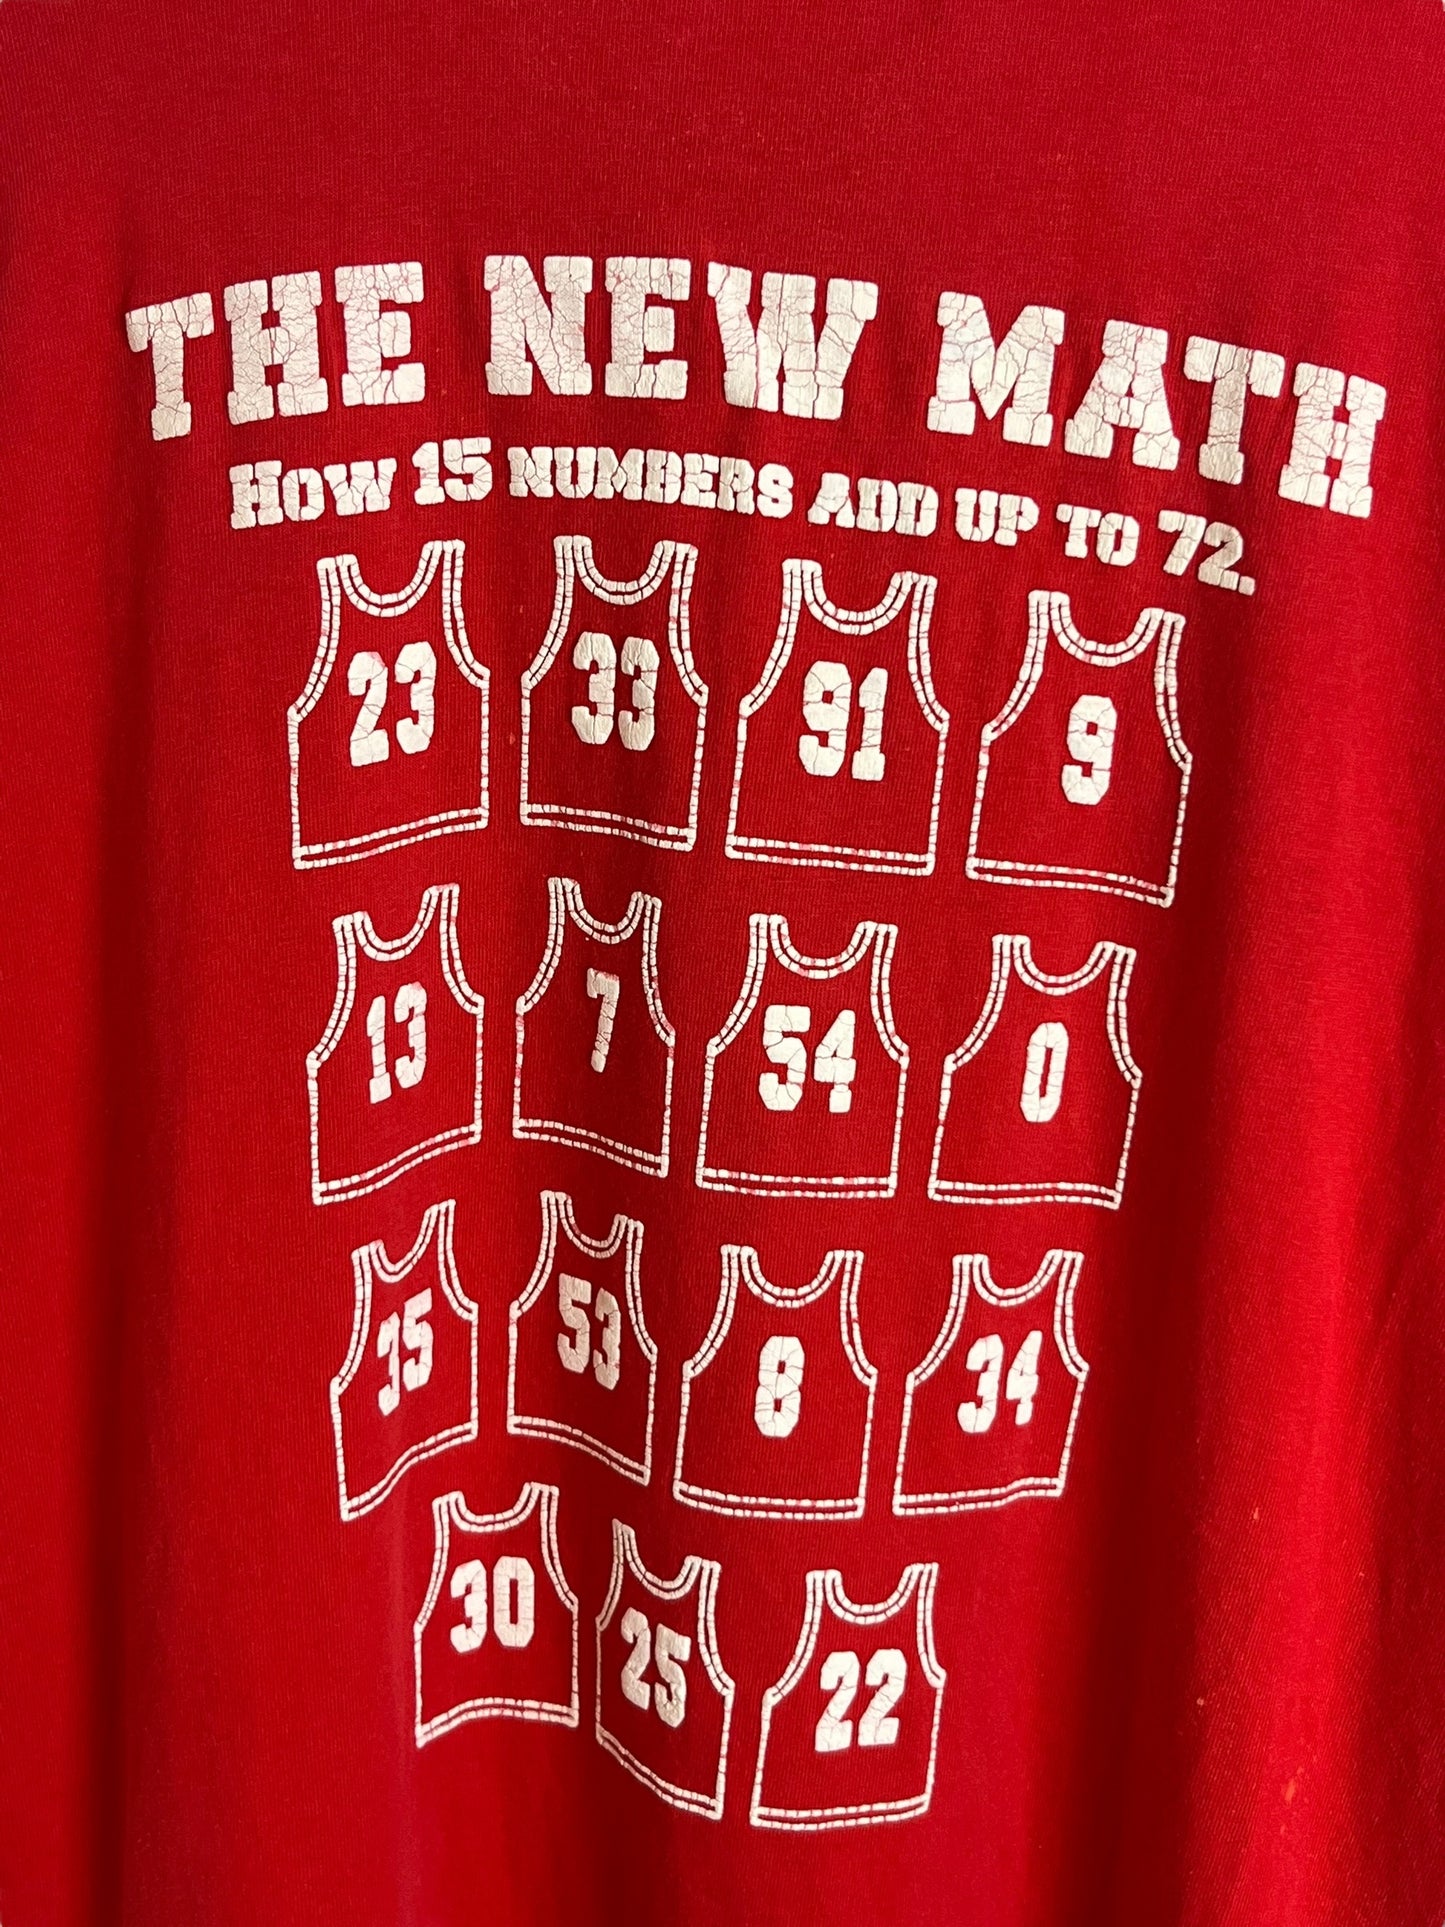 THE NEW MATH
HOW 15 NUMBERS ADD UP TO 72.
23 33 91 9
13 7 54 0
35 53 8 34
30 25 22